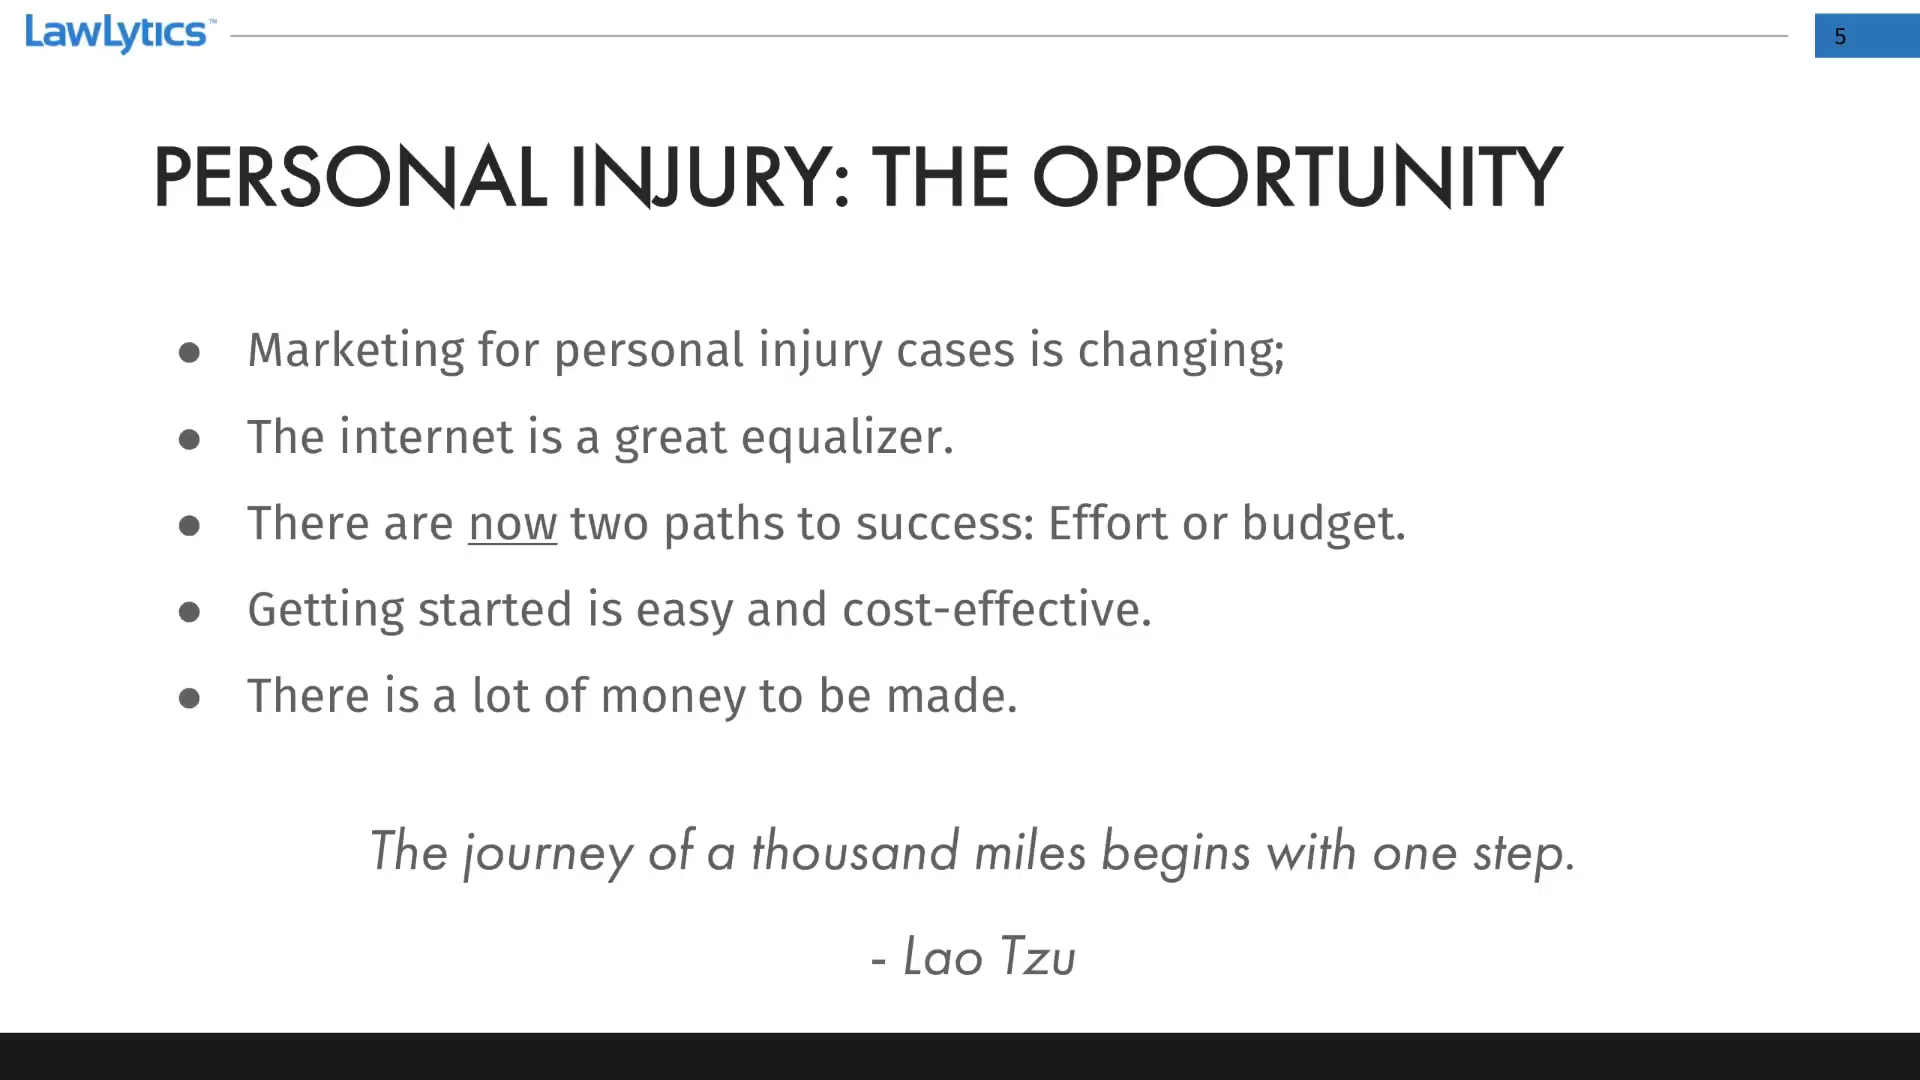 LawLytics™
5
PERSONAL INJURY: THE OPPORTUNITY
● Marketing for personal injury cases is changing;
● The internet is a great equalizer.
● There are now two paths to success: Effort or budget.
● Getting started is easy and cost-effective.
● There is a lot of money to be made.
The journey of a thousand miles begins with one step.
- Lao Tzu